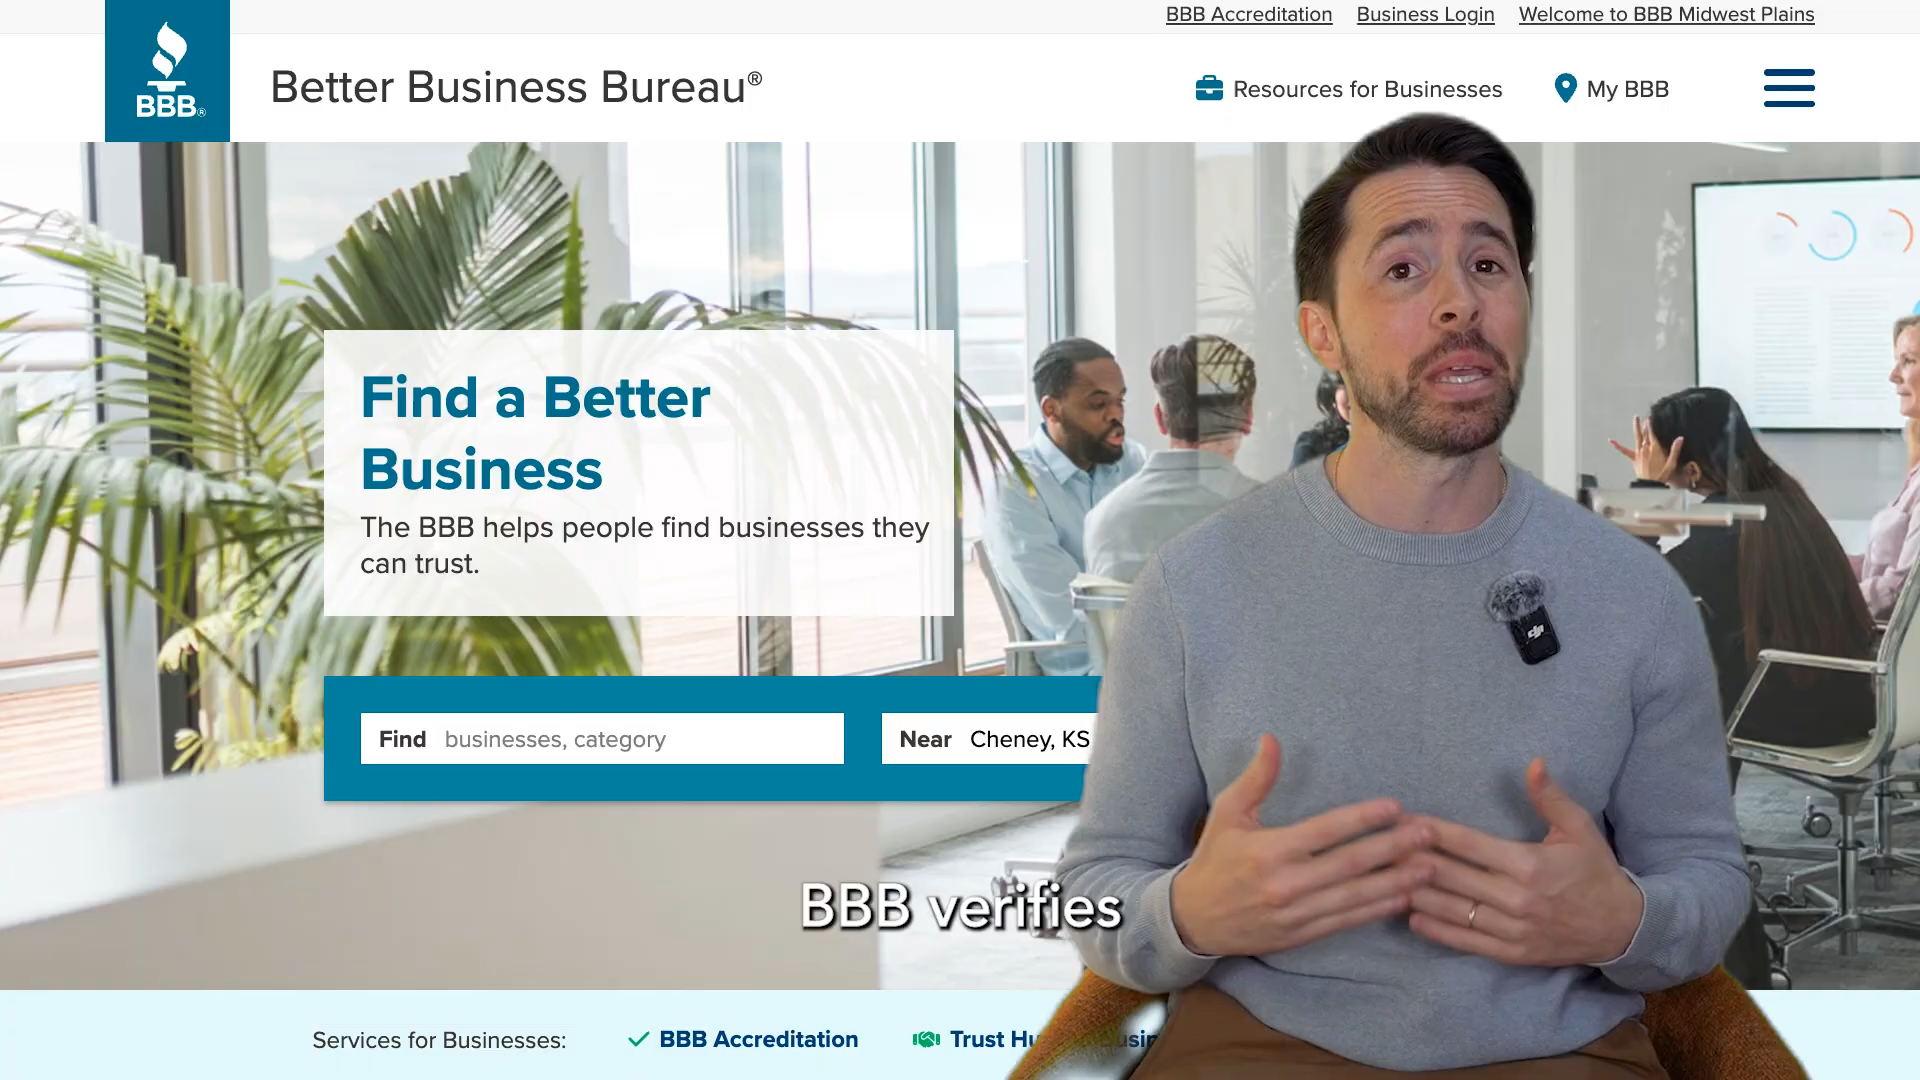 BBB Accreditation Business Login Welcome to BBB Midwest Plains
BBB®
Better Business Bureau®
Resources for Businesses My BBB
Find a Better
Business
The BBB helps people find businesses they
can trust.
Find businesses, category
Near Cheney, KS
dji
BBB verifies
Services for Businesses: BBB Accreditation Trust